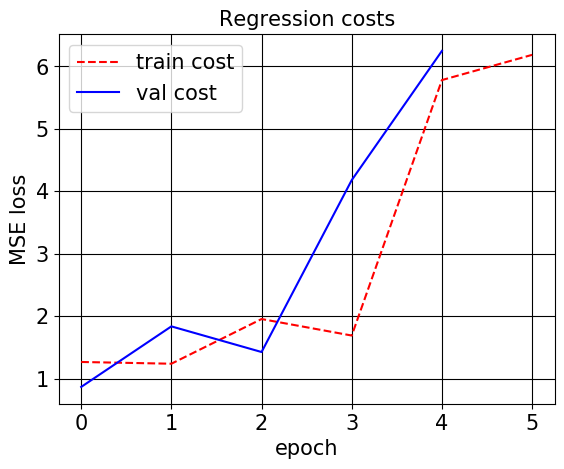 Regression costs
train cost
val cost
MSE loss
6
5
4
3
2
1
0 1 2 3 4 5
epoch